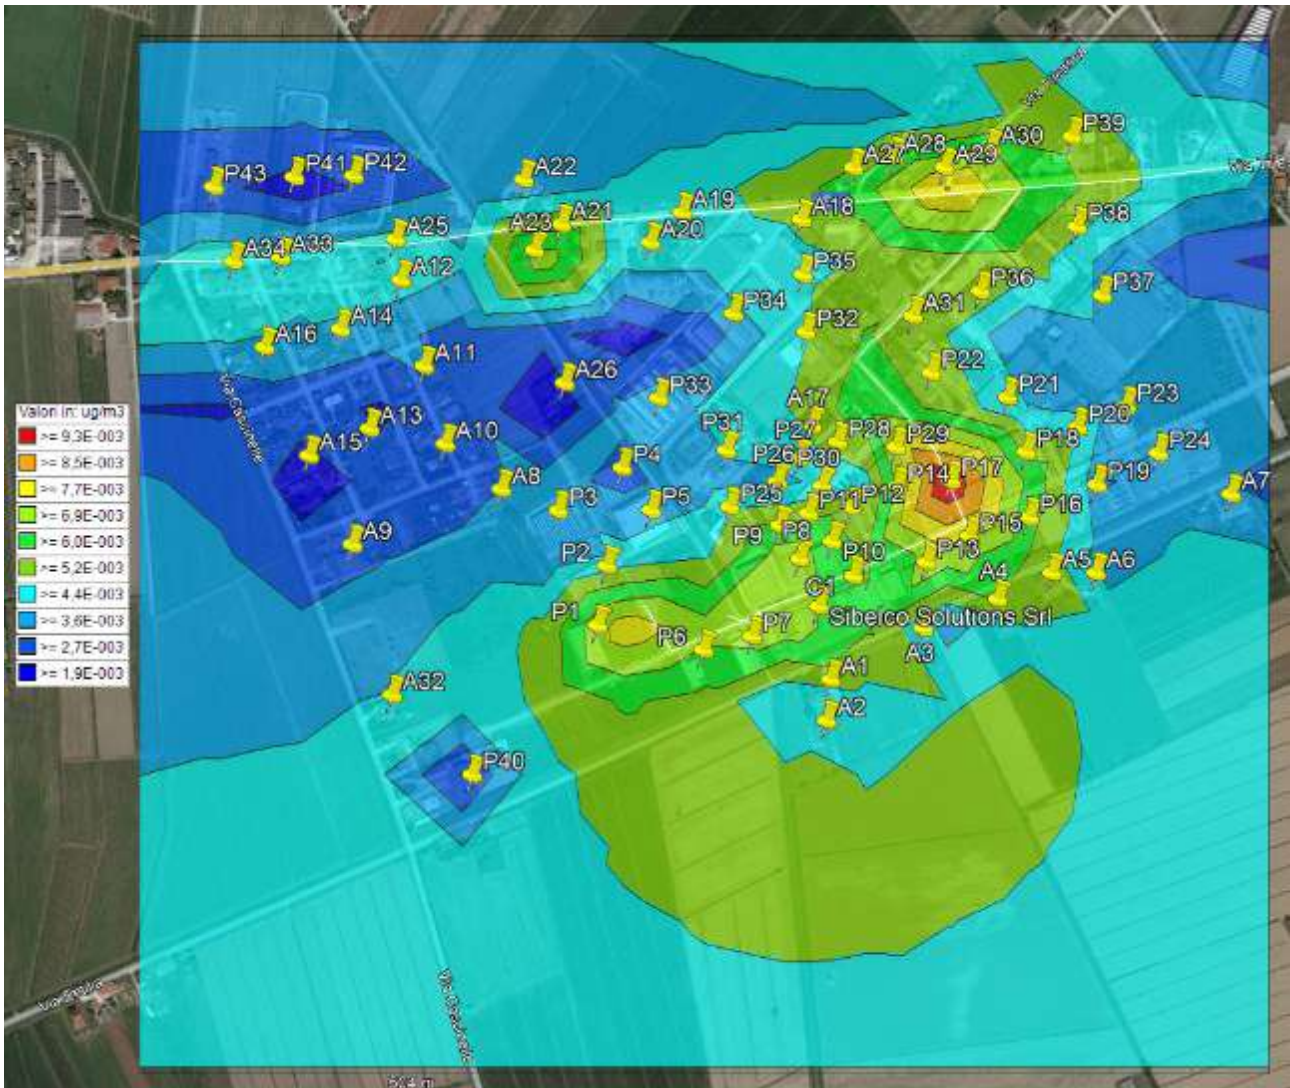 P39
A28
A30
A27
A29
P43
P41
P42
A22
A21
A19
A18
P38
A23
A25
A20
A34
A33
A12
P35
P36
P37
P34
A31
P32
A16
A14
A11
A26
P22
P33
P21
P23
Valori in: ug/m3
>= 9,3E-003
>= 8,5E-003
>= 7,7E-003
>= 6,9E-003
>= 6,0E-003
>= 5,2E-003
>= 4,4E-003
>= 3,6E-003
>= 2,7E-003
>= 1,9E-003
A13
A17
P20
A15
A10
P31
P27
P28
P29
P18
P24
P4
P26
P30
P14
P17
A8
P19
A7
P3
P5
P25
P11
P12
P16
A9
P9
P8
P15
P2
P10
P13
A5
A6
A4
P1
C1
Siberco Solutions Srl
P6
P7
A3
A1
A32
A2
P40